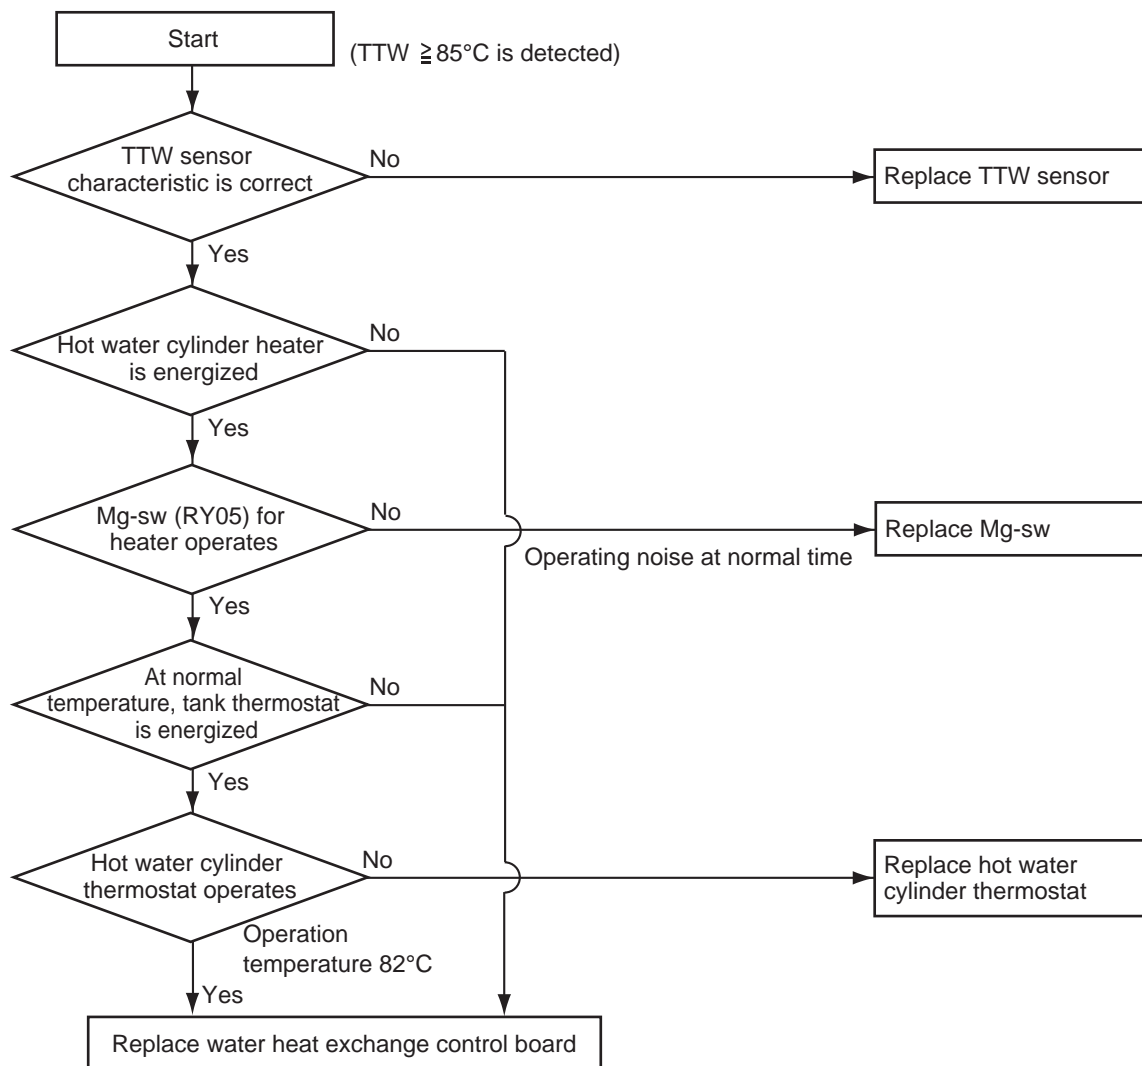 Start
(TTW ≧ 85°C is detected)
TTW sensor
characteristic is correct
No
Replace TTW sensor
Yes
Hot water cylinder heater
is energized
No
Yes
Mg-sw (RY05) for
heater operates
No
Operating noise at normal time
Replace Mg-sw
Yes
At normal
temperature, tank thermostat
is energized
No
Yes
Hot water cylinder
thermostat operates
No
Replace hot water
cylinder thermostat
Operation
temperature 82°C
Yes
Replace water heat exchange control board